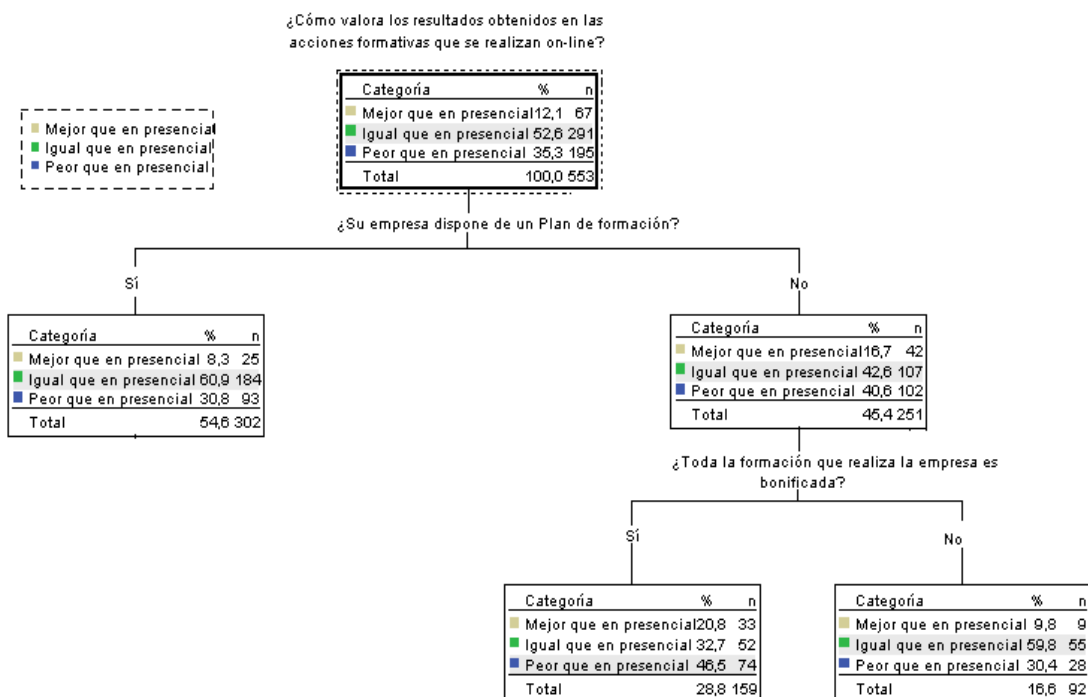 ¿Cómo valora los resultados obtenidos en las
acciones formativas que se realizan on-line?
Mejor que en presencial
Igual que en presencial
Peor que en presencial
Categoría % n
Mejor que en presencial 12,1 67
Igual que en presencial 52,6 291
Peor que en presencial 35,3 195
Total 100,0 553
¿Su empresa dispone de un Plan de formación?
Sí
No
Categoría % n
Mejor que en presencial 8,3 25
Igual que en presencial 60,9 184
Peor que en presencial 30,8 93
Total 54,6 302
Categoría % n
Mejor que en presencial 16,7 42
Igual que en presencial 42,6 107
Peor que en presencial 40,6 102
Total 45,4 251
¿Toda la formación que realiza la empresa es
bonificada?
Sí
No
Categoría % n
Mejor que en presencial 20,8 33
Igual que en presencial 32,7 52
Peor que en presencial 46,5 74
Total 28,8 159
Categoría % n
Mejor que en presencial 9,8 9
Igual que en presencial 59,8 55
Peor que en presencial 30,4 28
Total 16,6 92